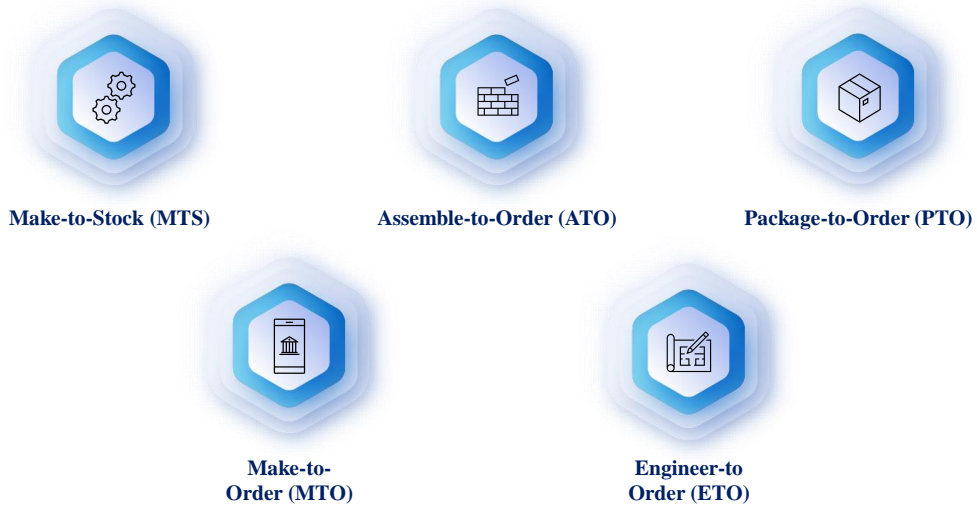 Make-to-Stock (MTS)
Assemble-to-Order (ATO)
Package-to-Order (PTO)
Make-to-
Order (MTO)
Engineer-to
Order (ETO)